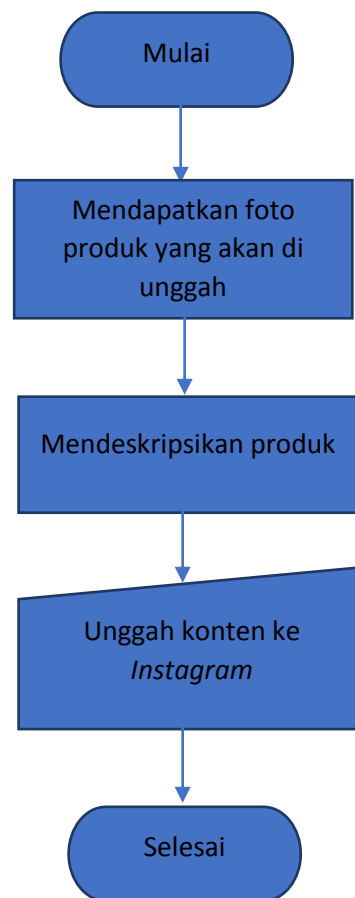 Mulai
Mendapatkan foto
produk yang akan di
unggah
Mendeskripsikan produk
Unggah konten ke
Instagram
Selesai